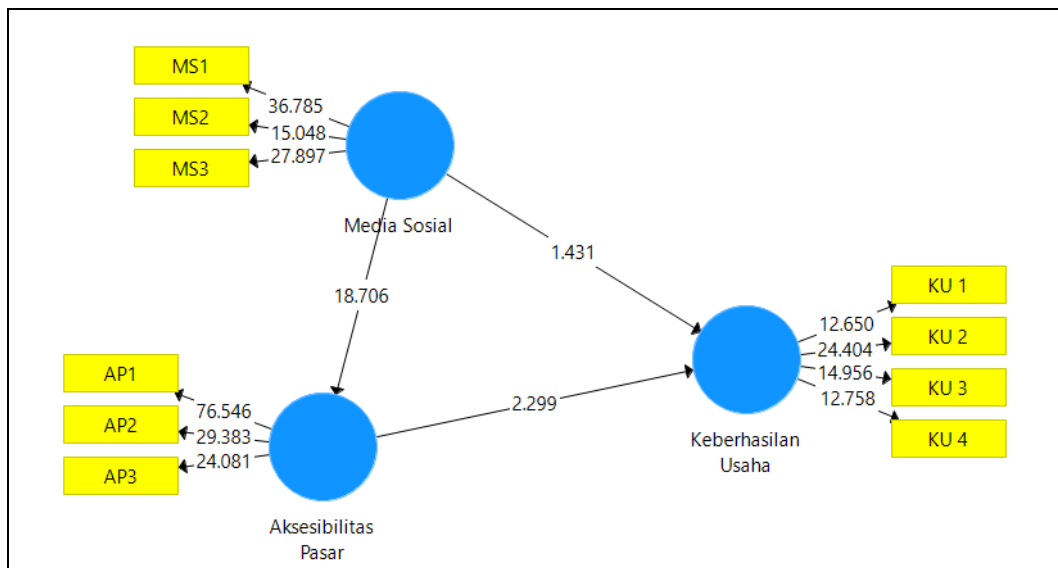 MS1
36.785
MS2
15.048
MS3
27.897
Media Sosial
1.431
18.706
KU 1
12.650
KU 2
24.404
KU 3
14.956
KU 4
12.758
Keberhasilan
Usaha
AP1
76.546
AP2
29.383
AP3
24.081
2.299
Aksesibilitas
Pasar